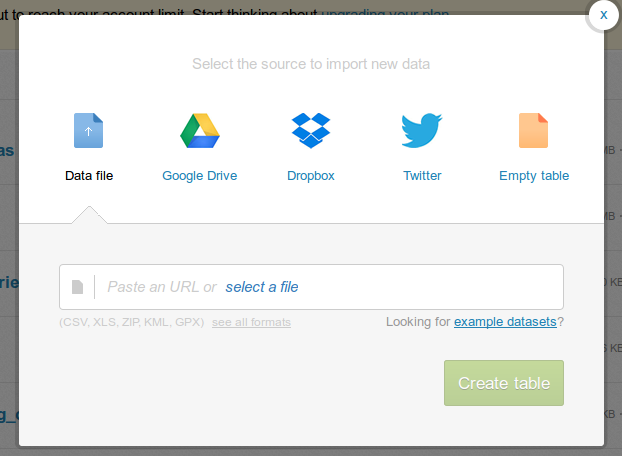 ut to reach your account limit. Start thinking about upgrading your plan
x
Select the source to import new data
as
MB
Data file Google Drive Dropbox Twitter Empty table
MB
rie
KB
Paste an URL or select a file
(CSV, XLS, ZIP, KML, GPX) see all formats Looking for example datasets?
KB
Create table
g_
KB